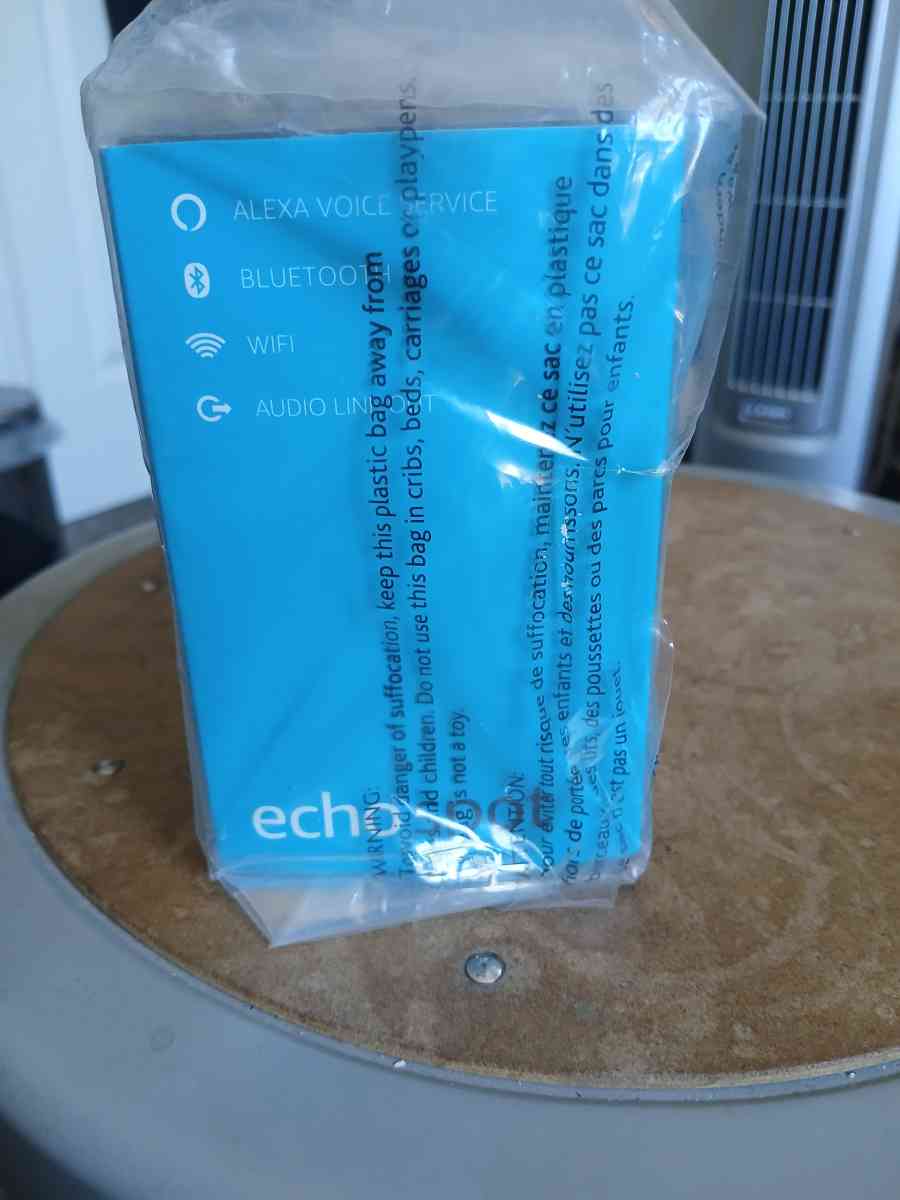 ALEXA VOICE SERVICE
BLUETOOTH
WIFI
AUDIO LINE OUT
echo dot
WARNING:
To avoid danger of suffocation, keep this plastic bag away from
and children. Do not use this bag in cribs, beds, carriages or playpens.
is not a toy.
ATTENTION:
Pour éviter tout risque de suffocation, maintenez ce sac en plastique
hors de portée des enfants et des nourrissons. N'utilisez pas ce sac dans des
berceaux, des lits, des poussettes ou des parcs pour enfants.
Ce sac n'est pas un jouet.